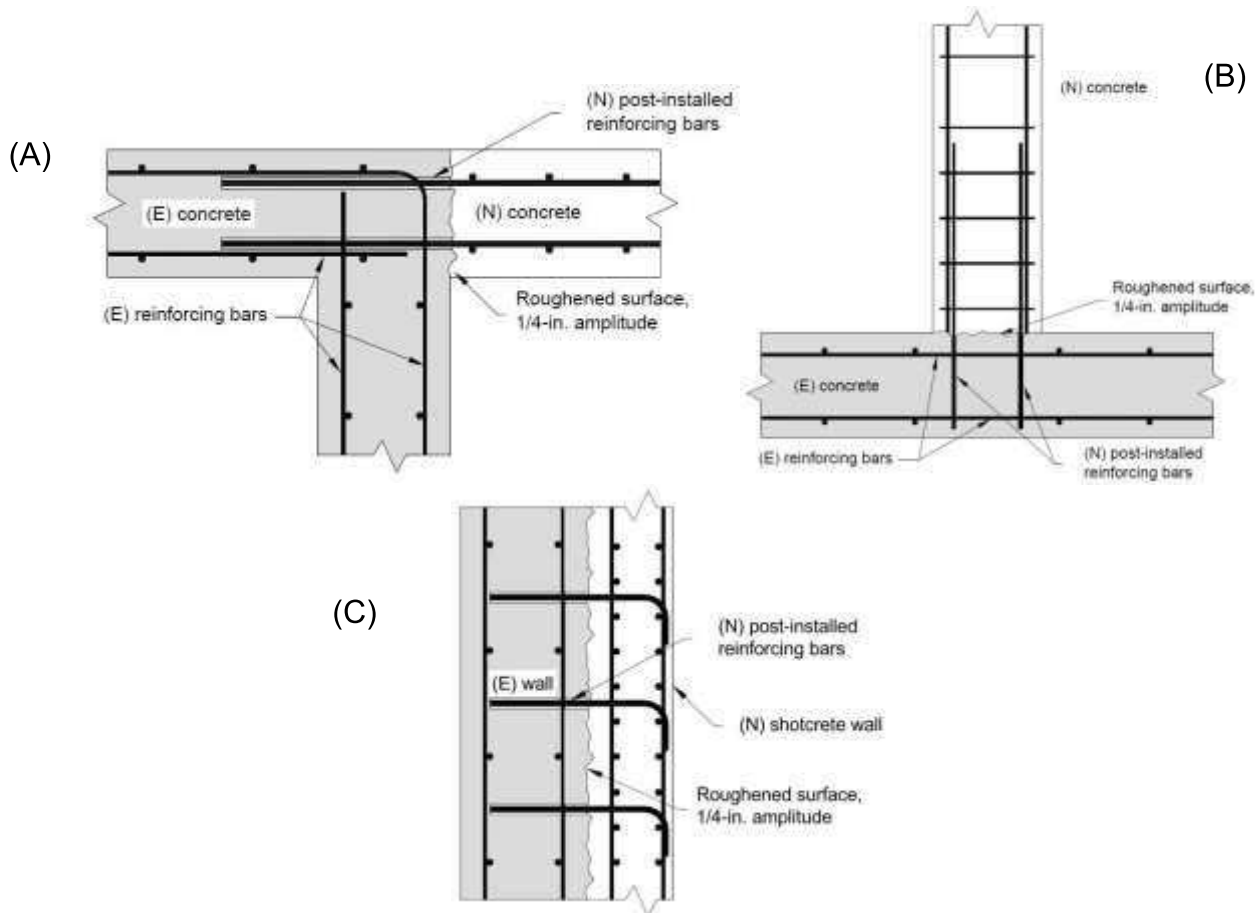 (A)
(N) post-installed
reinforcing bars
(E) concrete
(N) concrete
(E) reinforcing bars
Roughened surface,
1/4-in. amplitude
(B)
(N) concrete
Roughened surface,
1/4-in. amplitude
(E) concrete
(E) reinforcing bars
(N) post-installed
reinforcing bars
(C)
(N) post-installed
reinforcing bars
(E) wall
(N) shotcrete wall
Roughened surface,
1/4-in. amplitude